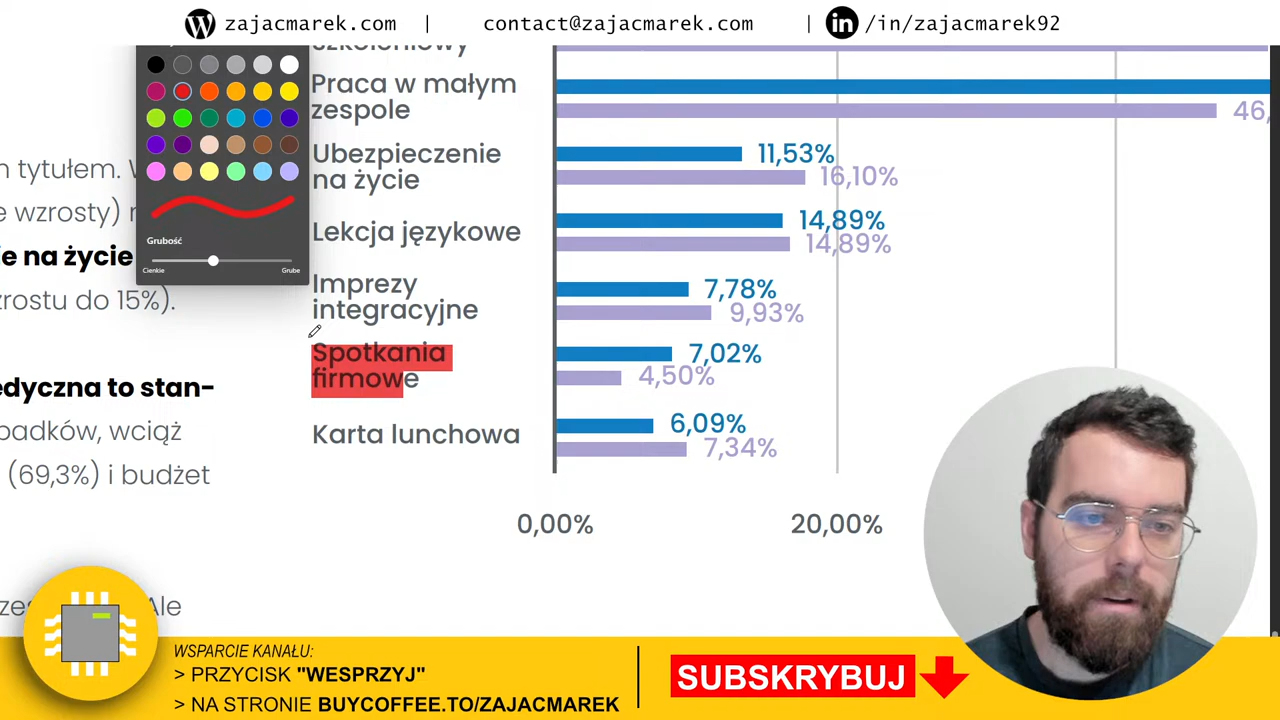 zajacmarek.com | contact@zajacmarek.com | /in/zajacmarek92
szkoleniowy
Praca w małym
zespole
46,
Ubezpieczenie
na życie
11,53%
16,10%
Lekcja językowe
14,89%
14,89%
Imprezy
integracyjne
7,78%
9,93%
Spotkania
firmowe
7,02%
4,50%
Karta lunchowa
6,09%
7,34%
0,00%
20,00%
m tytułem. W
e wzrosty) n
ie na życie
zrostu do 15%).
edyczna to stan-
padków, wciąż
(69,3%) i budżet
Ale
Grubość
Cienkie
Grube
WSPARCIE KANAŁU:
> PRZYCISK "WESPRZYJ"
> NA STRONIE BUYCOFFEE.TO/ZAJACMAREK
SUBSKRYBUJ